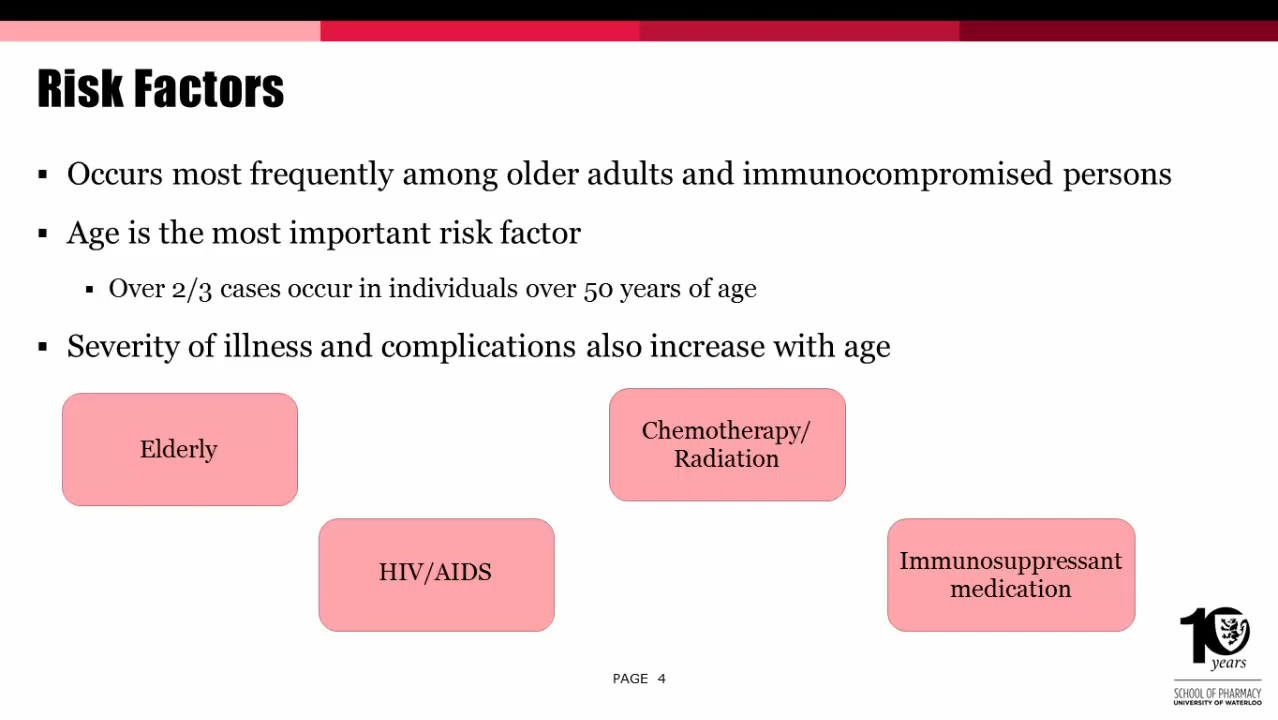 Risk Factors
▪ Occurs most frequently among older adults and immunocompromised persons
▪ Age is the most important risk factor
▪ Over 2/3 cases occur in individuals over 50 years of age
▪ Severity of illness and complications also increase with age
Elderly
Chemotherapy/
Radiation
HIV/AIDS
Immunosuppressant
medication
10
years
PAGE 4
SCHOOL OF PHARMACY
UNIVERSITY OF WATERLOO